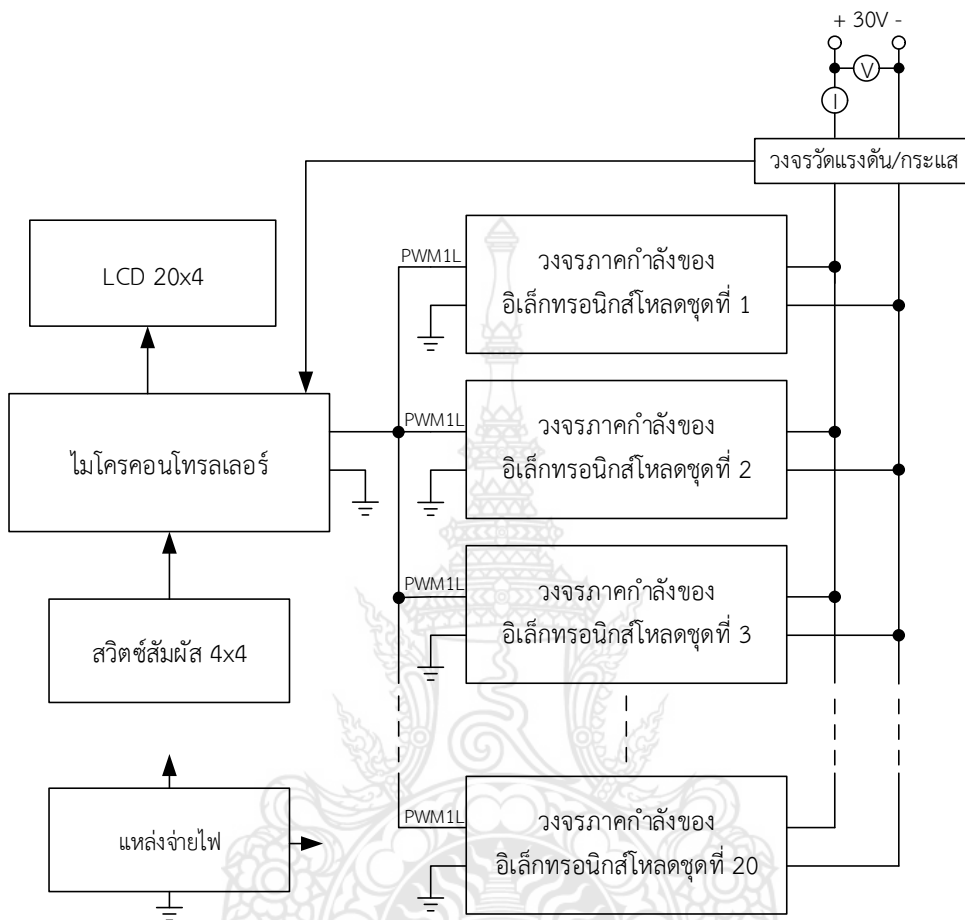 + 30V -
V
I
วงจรวัดแรงดัน/กระแส
LCD 20x4
PWM1L
วงจรภาคกำลังของ
อิเล็กทรอนิกส์โหลดชุดที่ 1
ไมโครคอนโทรลเลอร์
PWM1L
วงจรภาคกำลังของ
อิเล็กทรอนิกส์โหลดชุดที่ 2
PWM1L
วงจรภาคกำลังของ
อิเล็กทรอนิกส์โหลดชุดที่ 3
สวิตซ์สัมผัส 4x4
แหล่งจ่ายไฟ
PWM1L
วงจรภาคกำลังของ
อิเล็กทรอนิกส์โหลดชุดที่ 20